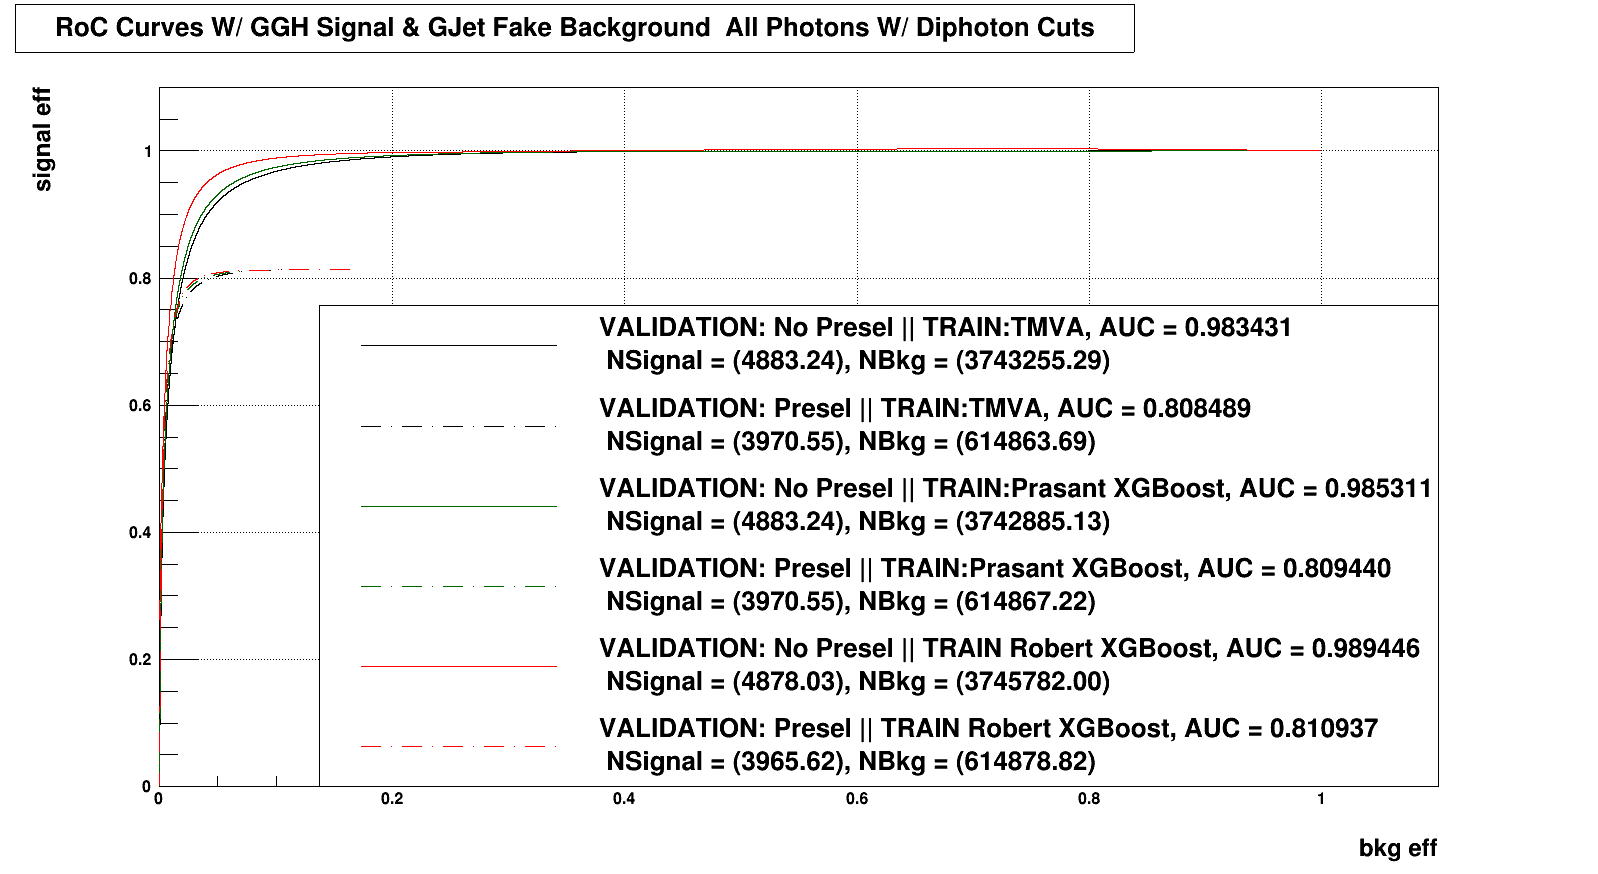 RoC Curves W/ GGH Signal & GJet Fake Background  All Photons W/ Diphoton Cuts
signal eff
1
0.8
0.6
0.4
0.2
0
VALIDATION: No Presel || TRAIN:TMVA, AUC = 0.983431
NSignal = (4883.24), NBkg = (3743255.29)
VALIDATION: Presel || TRAIN:TMVA, AUC = 0.808489
NSignal = (3970.55), NBkg = (614863.69)
VALIDATION: No Presel || TRAIN:Prasant XGBoost, AUC = 0.985311
NSignal = (4883.24), NBkg = (3742885.13)
VALIDATION: Presel || TRAIN:Prasant XGBoost, AUC = 0.809440
NSignal = (3970.55), NBkg = (614867.22)
VALIDATION: No Presel || TRAIN Robert XGBoost, AUC = 0.989446
NSignal = (4878.03), NBkg = (3745782.00)
VALIDATION: Presel || TRAIN Robert XGBoost, AUC = 0.810937
NSignal = (3965.62), NBkg = (614878.82)
0 0.2 0.4 0.6 0.8 1
bkg eff